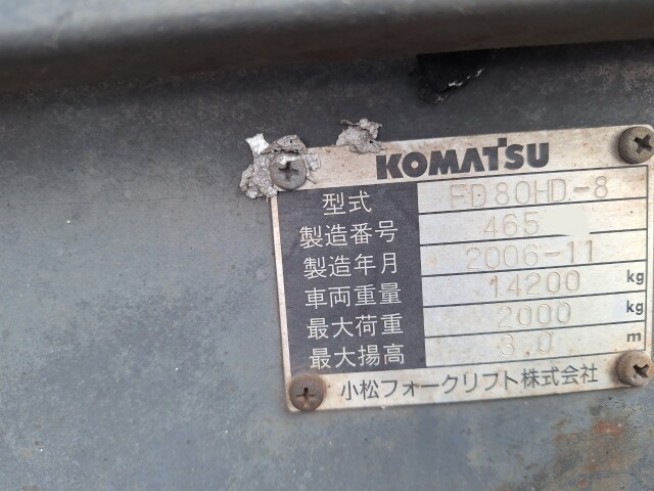 KOMATSU
型式 FD80HD-8
製造番号 465
製造年月 2006-11
車両重量 14200 kg
最大荷重 2000 kg
最大揚高 3.0 m
小松フォークリフト株式会社